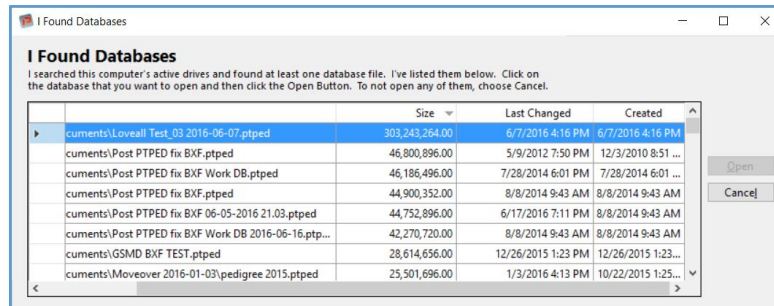 I Found Databases
I Found Databases
I searched this computer's active drives and found at least one database file. I've listed them below. Click on
the database that you want to open and then click the Open Button. To not open any of them, choose Cancel.
Size Last Changed Created
cuments\Loveall Test_03 2016-06-07.ptped 303,243,264.00 6/7/2016 4:16 PM 6/7/2016 4:16 PM
cuments\Post PTPED fix BXF.ptped 46,800,896.00 5/9/2012 7:50 PM 12/3/2010 8:51 ...
cuments\Post PTPED fix BXF Work DB.ptped 46,186,496.00 7/28/2014 6:01 PM 7/28/2014 6:01 ...
Open
cuments\Post PTPED fix BXF.ptped 44,900,352.00 8/8/2014 9:43 AM 8/8/2014 9:43 AM
Cancel
cuments\Post PTPED fix BXF 06-05-2016 21.03.ptped 44,752,896.00 6/17/2016 7:11 PM 8/8/2014 9:43 AM
cuments\Post PTPED fix BXF Work DB 2016-06-16.ptp... 42,270,720.00 8/8/2014 9:43 AM 8/8/2014 9:43 AM
cuments\GSMD BXF TEST.ptped 28,614,656.00 12/26/2015 1:23 PM 12/26/2015 1:23...
cuments\Moveover 2016-01-03\pedigree 2015.ptped 25,501,696.00 1/3/2016 4:13 PM 10/22/2015 1:25...